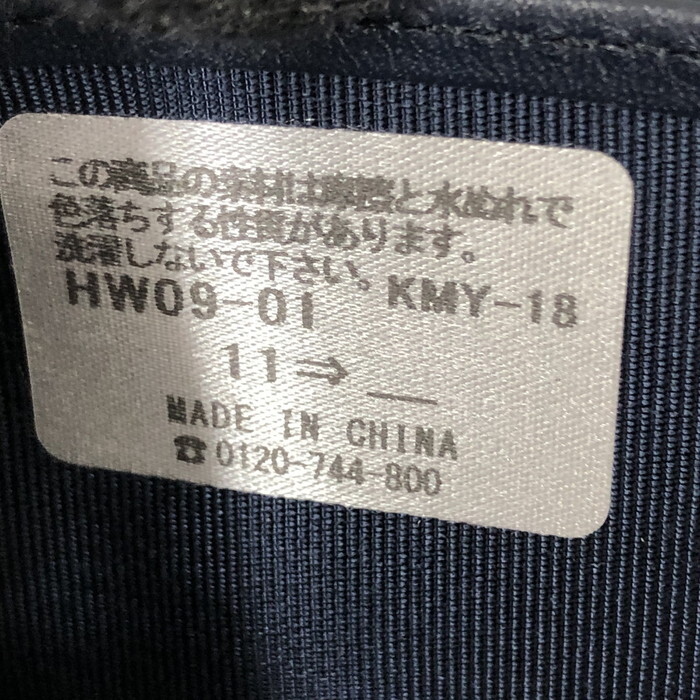 この商品の素材は摩擦と水ぬれで
色落ちする性質があります。
洗濯しないで下さい。
HW09-01 KMY-18
11⇒__
MADE IN CHINA
☎0120-744-800